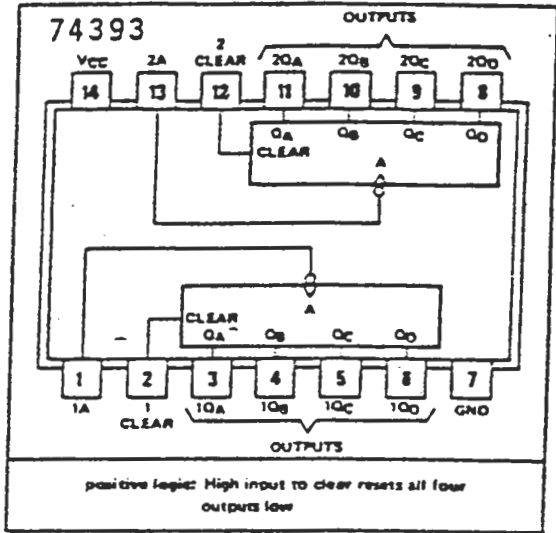 74393
OUTPUTS
VCC 2A 2 CLEAR 2QA 2QB 2QC 2QD
14 13 12 11 10 9 8
QA QB QC QD
CLEAR
A
A
CLEAR
QA QB QC QD
1 2 3 4 5 6 7
1A 1 CLEAR 1QA 1QB 1QC 1QD GND
OUTPUTS
positive logic: High input to clear resets all four
outputs low